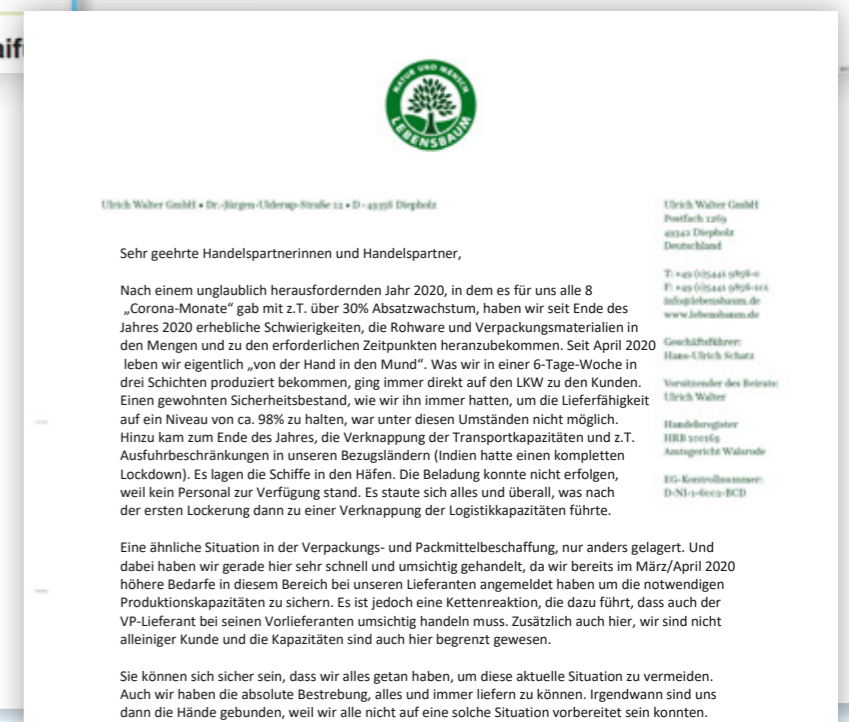 aif
NATUR UND MENSCH
LEBENSBAUM
Ulrich Walter GmbH • Dr.-Jürgen-Ulderup-Straße 12 • D - 49356 Diepholz
Ulrich Walter GmbH
Postfach 1269
49342 Diepholz
Deutschland
T: +49 (0)5441 9856-0
F: +49 (0)5441 9856-101
info@lebensbaum.de
www.lebensbaum.de
Geschäftsführer:
Hans-Ulrich Schatz
Vorsitzender des Beirats:
Ulrich Walter
Handelsregister
HRB 100169
Amtsgericht Walsrode
EG-Kontrollnummer:
Sehr geehrte Handelspartnerinnen und Handelspartner,
Nach einem unglaublich herausfordernden Jahr 2020, in dem es für uns alle 8
„Corona-Monate“ gab mit z.T. über 30% Absatzwachstum, haben wir seit Ende des
Jahres 2020 erhebliche Schwierigkeiten, die Rohware und Verpackungsmaterialien in
den Mengen und zu den erforderlichen Zeitpunkten heranzubekommen. Seit April 2020
leben wir eigentlich „von der Hand in den Mund“. Was wir in einer 6-Tage-Woche in
drei Schichten produziert bekommen, ging immer direkt auf den LKW zu den Kunden.
Einen gewohnten Sicherheitsbestand, wie wir ihn immer hatten, um die Lieferfähigkeit
auf ein Niveau von ca. 98% zu halten, war unter diesen Umständen nicht möglich.
Hinzu kam zum Ende des Jahres, die Verknappung der Transportkapazitäten und z.T.
Ausfuhrbeschränkungen in unseren Bezugsländern (Indien hatte einen kompletten
Lockdown). Es lagen die Schiffe in den Häfen. Die Beladung konnte nicht erfolgen,
weil kein Personal zur Verfügung stand. Es staute sich alles und überall, was nach
der ersten Lockerung dann zu einer Verknappung der Logistikkapazitäten führte.
Eine ähnliche Situation in der Verpackungs- und Packmittelbeschaffung, nur anders gelagert. Und
dabei haben wir gerade hier sehr schnell und umsichtig gehandelt, da wir bereits im März/April 2020
höhere Bedarfe in diesem Bereich bei unseren Lieferanten angemeldet haben um die notwendigen
Produktionskapazitäten zu sichern. Es ist jedoch eine Kettenreaktion, die dazu führt, dass auch der
VP-Lieferant bei seinen Vorlieferanten umsichtig handeln muss. Zusätzlich auch hier, wir sind nicht
alleiniger Kunde und die Kapazitäten sind auch hier begrenzt gewesen.
Sie können sich sicher sein, dass wir alles getan haben, um diese aktuelle Situation zu vermeiden.
Auch wir haben die absolute Bestrebung, alles und immer liefern zu können. Irgendwann sind uns
dann die Hände gebunden, weil wir alle nicht auf eine solche Situation vorbereitet sein konnten.